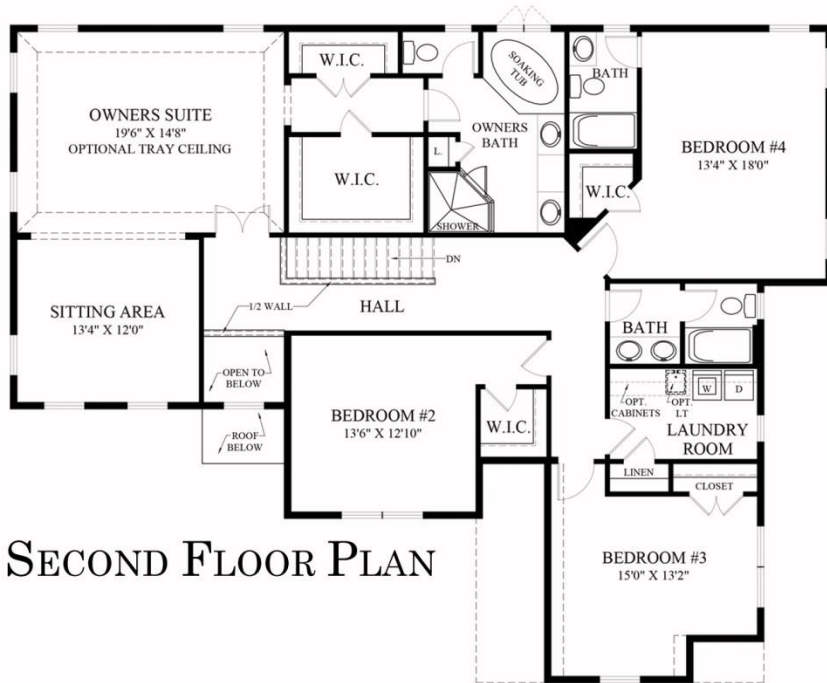 OWNERS SUITE
19'6" X 14'8"
OPTIONAL TRAY CEILING
W.I.C.
W.I.C.
SOAKING
TUB
OWNERS
BATH
L.
SHOWER
BATH
W.I.C.
BEDROOM #4
13'4" X 18'0"
SITTING AREA
13'4" X 12'0"
DN
1/2 WALL
HALL
OPEN TO
BELOW
ROOF
BELOW
BEDROOM #2
13'6" X 12'10"
W.I.C.
BATH
OPT.
CABINETS
OPT.
LT
W
D
LAUNDRY
ROOM
LINEN
CLOSET
BEDROOM #3
15'0" X 13'2"
SECOND FLOOR PLAN